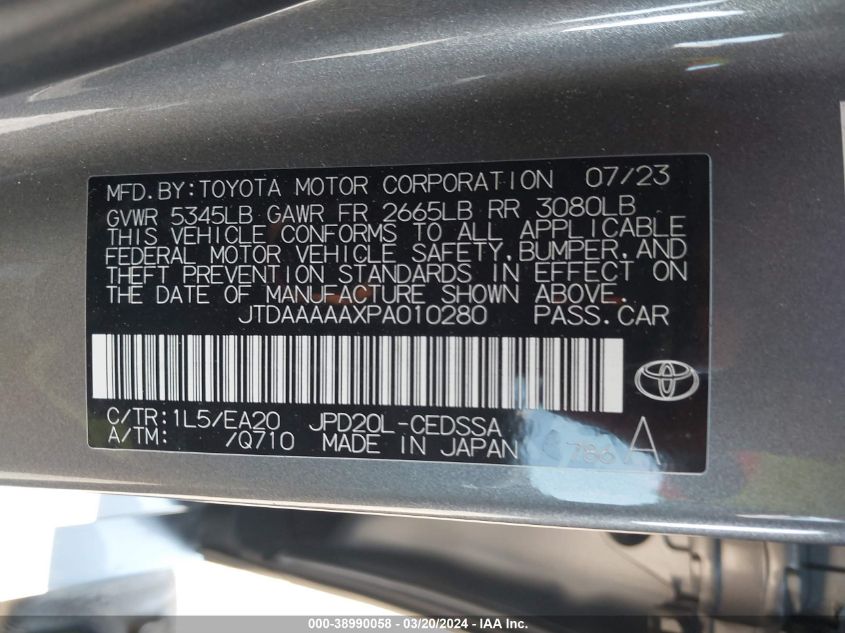 MFD.BY:TOYOTA MOTOR CORPORATION 07/23
GVWR 5345LB GAWR FR 2665LB RR 3080LB
THIS VEHICLE CONFORMS TO ALL APPLICABLE
FEDERAL MOTOR VEHICLE SAFETY,BUMPER,AND
THEFT PREVENTION STANDARDS IN EFFECT ON
THE DATE OF MANUFACTURE SHOWN ABOVE.
JTDAAAAAXPA010280 PASS.CAR
C/TR:1L5/EA20 JPD20L-CEDSSA
A/TM: /Q710 MADE IN JAPAN 786 A
000-38990058 - 03/20/2024 - COPYRIGHT IAA, INC.